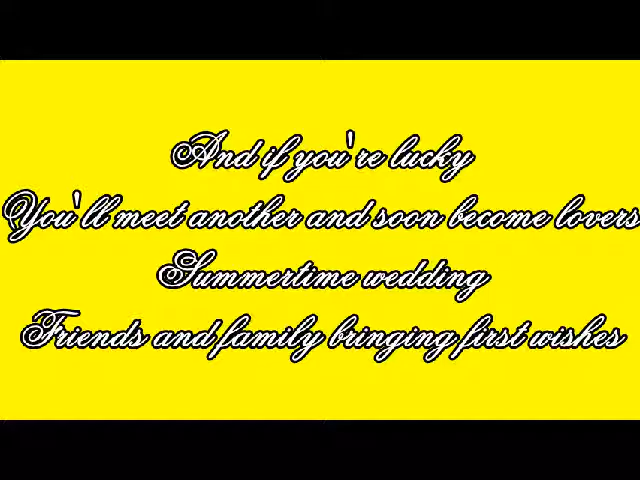 And if you're lucky
You'll meet another and soon become lovers
Summertime wedding
Friends and family bringing first wishes